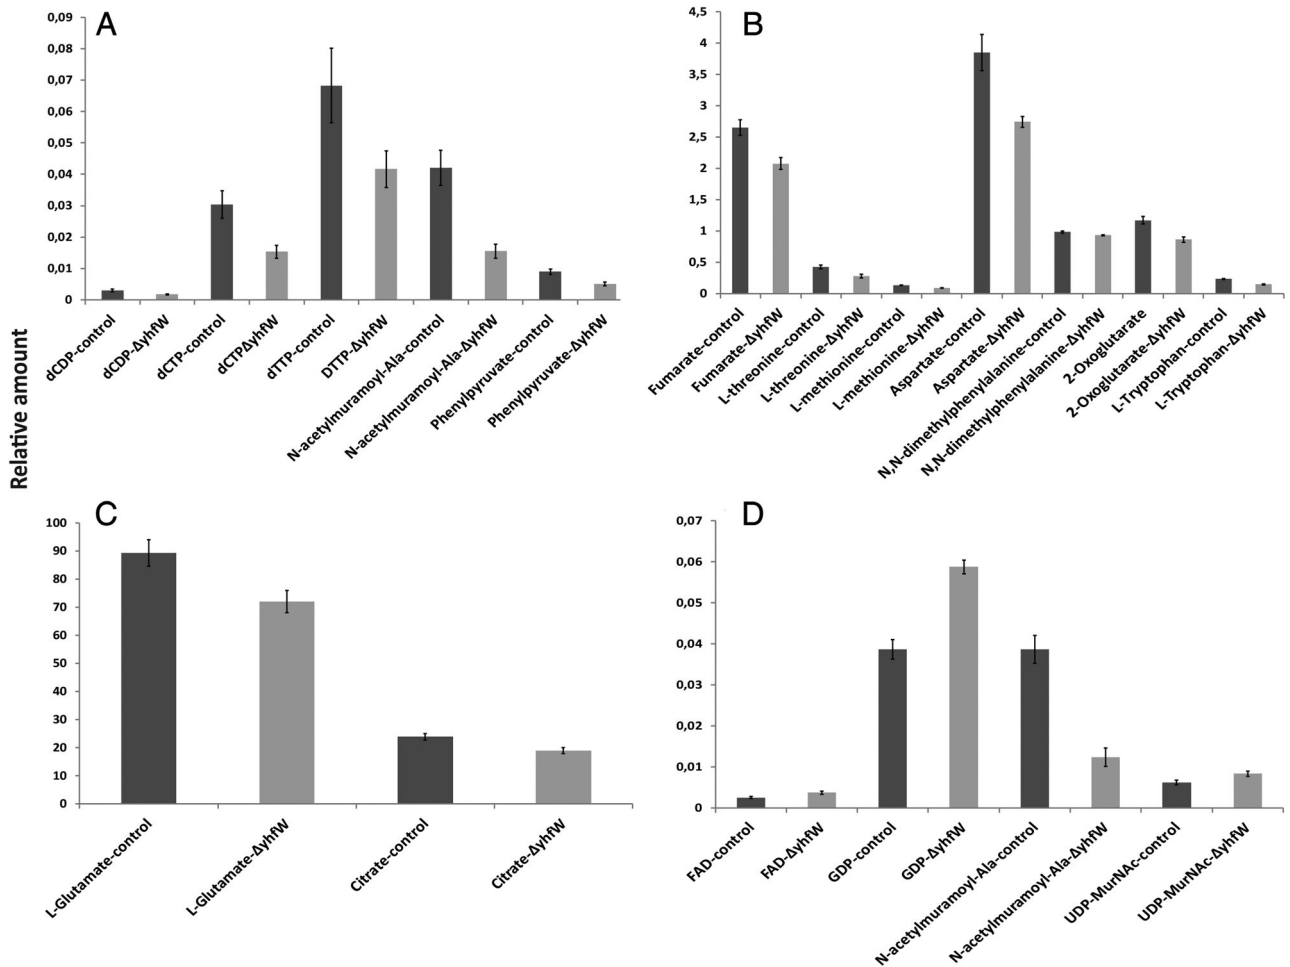 Relative amount
A
0,09
0,08
0,07
0,06
0,05
0,04
0,03
0,02
0,01
0
dCDP-control
dCDP-ΔyhfW
dCTP-control
dCTPΔyhfW
dTTP-control
DTTP-ΔyhfW
N-acetylmuramoyl-Ala-control
N-acetylmuramoyl-Ala-ΔyhfW
Phenylpyruvate-control
Phenylpyruvate-ΔyhfW
B
4,5
4
3,5
3
2,5
2
1,5
1
0,5
0
Fumarate-control
Fumarate-ΔyhfW
L-threonine-control
L-threonine-ΔyhfW
L-methionine-control
L-methionine-ΔyhfW
Aspartate-control
Aspartate-ΔyhfW
N,N-dimethylphenylalanine-control
N,N-dimethylphenylalanine-ΔyhfW
2-Oxoglutarate
2-Oxoglutarate-ΔyhfW
L-Tryptophan-control
L-Tryptophan-ΔyhfW
C
100
90
80
70
60
50
40
30
20
10
0
L-Glutamate-control
L-Glutamate-ΔyhfW
Citrate-control
Citrate-ΔyhfW
D
0,07
0,06
0,05
0,04
0,03
0,02
0,01
0
FAD-control
FAD-ΔyhfW
GDP-control
GDP-ΔyhfW
N-acetylmuramoyl-Ala-control
N-acetylmuramoyl-Ala-ΔyhfW
UDP-MurNAc-control
UDP-MurNAc-ΔyhfW